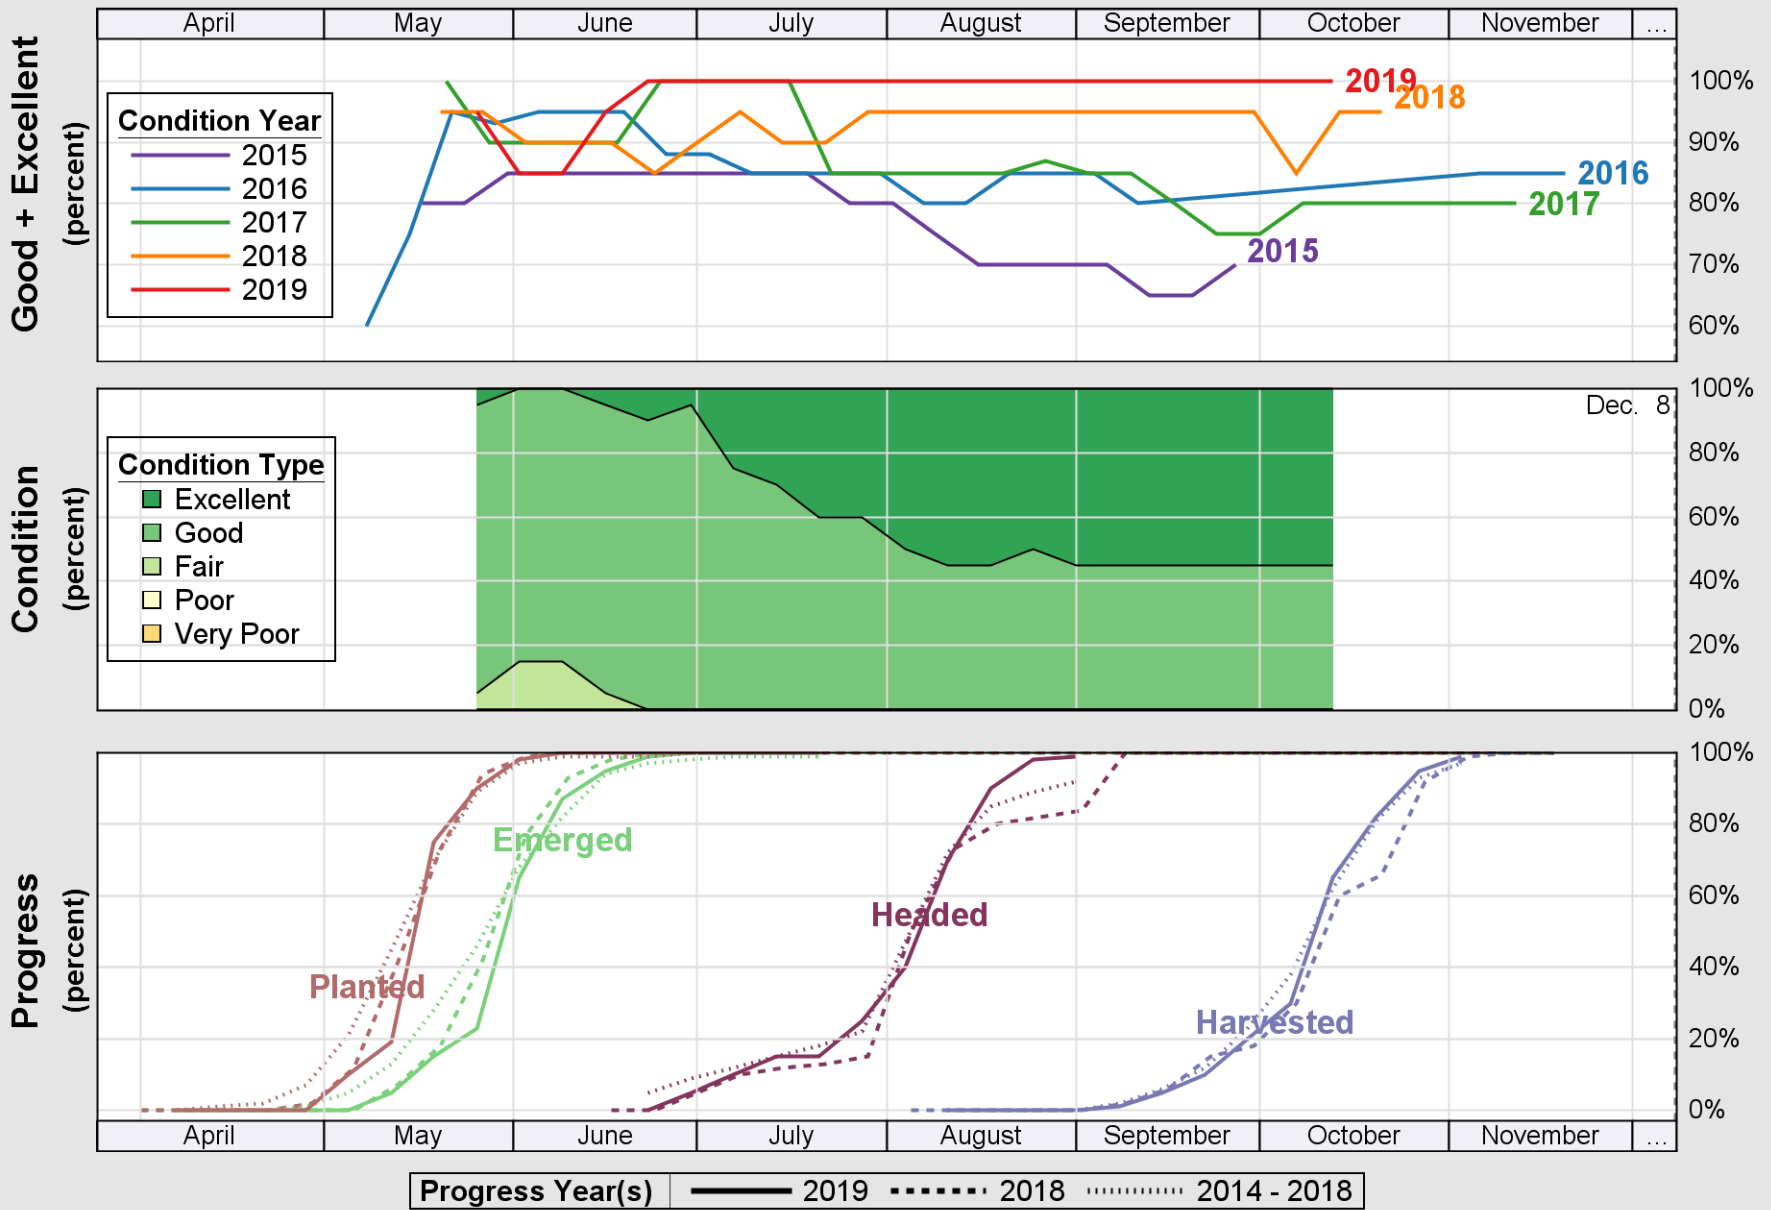 April May June July August September October November ...
Good + Excellent
(percent)
Condition Year
2015
2016
2017
2018
2019
2019
2018
2016
2017
2015
100%
90%
80%
70%
60%
Condition
(percent)
Condition Type
Excellent
Good
Fair
Poor
Very Poor
Dec. 8
100%
80%
60%
40%
20%
0%
Progress
(percent)
Planted
Emerged
Headed
Harvested
100%
80%
60%
40%
20%
0%
April May June July August September October November ...
Progress Year(s) 2019 2018 2014 - 2018